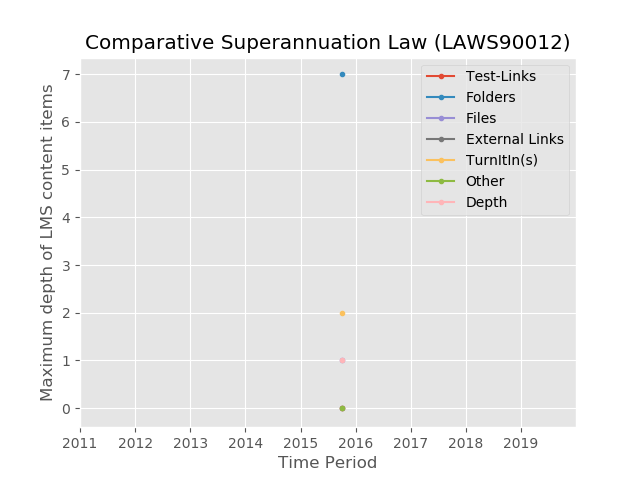 Comparative Superannuation Law (LAWS90012)
Maximum depth of LMS content items
7
6
5
4
3
2
1
0
Test-Links
Folders
Files
External Links
TurnItIn(s)
Other
Depth
2011 2012 2013 2014 2015 2016 2017 2018 2019
Time Period